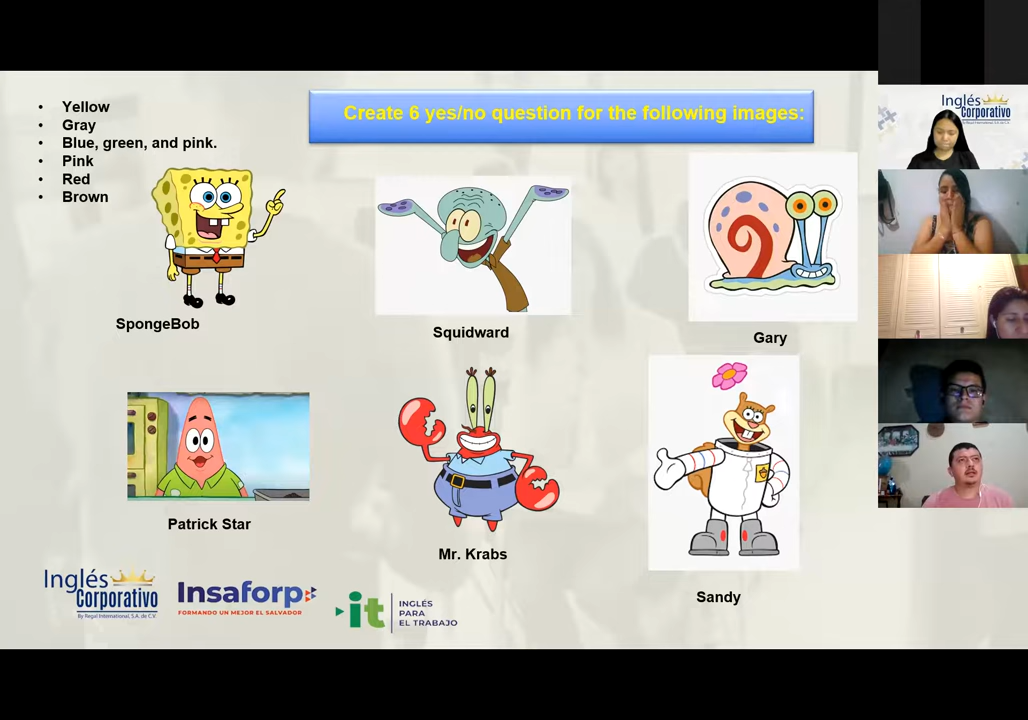 Yellow
Gray
Blue, green, and pink.
Pink
Red
Brown
Create 6 yes/no question for the following images:
SpongeBob
Squidward
Gary
Patrick Star
Mr. Krabs
Sandy
Inglés
Corporativo
By Regal International, S.A. de C.V.
Insaforp
FORMANDO UN MEJOR EL SALVADOR
it
INGLÉS
PARA
EL TRABAJO
Inglés
Corporativo